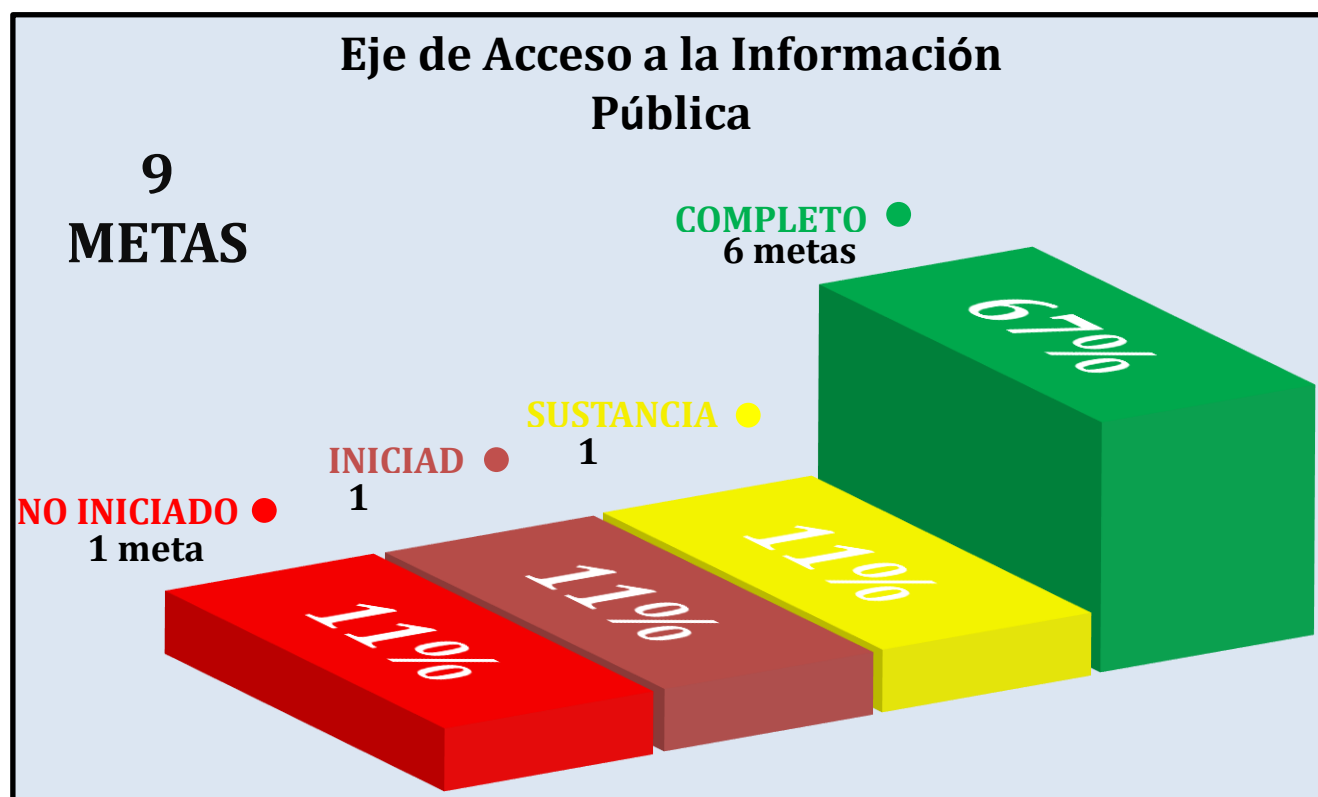 Eje de Acceso a la Información
Pública
9
METAS
COMPLETO
6 metas
67%
SUSTANCIA
1
11%
INICIAD
1
11%
NO INICIADO
1 meta
11%